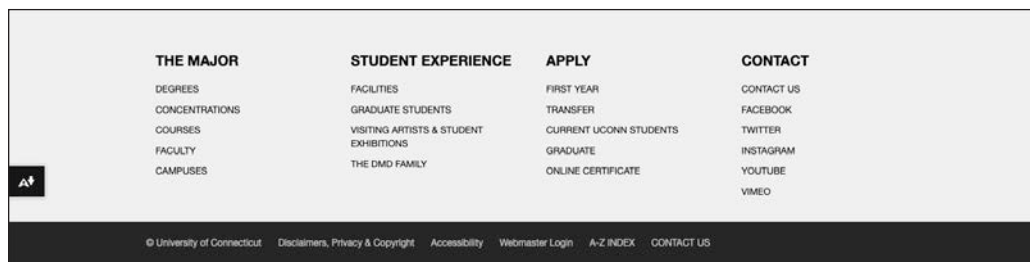 THE MAJOR
DEGREES
CONCENTRATIONS
COURSES
FACULTY
CAMPUSES
STUDENT EXPERIENCE
FACILITIES
GRADUATE STUDENTS
VISITING ARTISTS & STUDENT
EXHIBITIONS
THE DMD FAMILY
APPLY
FIRST YEAR
TRANSFER
CURRENT UCONN STUDENTS
GRADUATE
ONLINE CERTIFICATE
CONTACT
CONTACT US
FACEBOOK
TWITTER
INSTAGRAM
YOUTUBE
VIMEO
A
© University of Connecticut Disclaimers, Privacy & Copyright Accessibility Webmaster Login A-Z INDEX CONTACT US